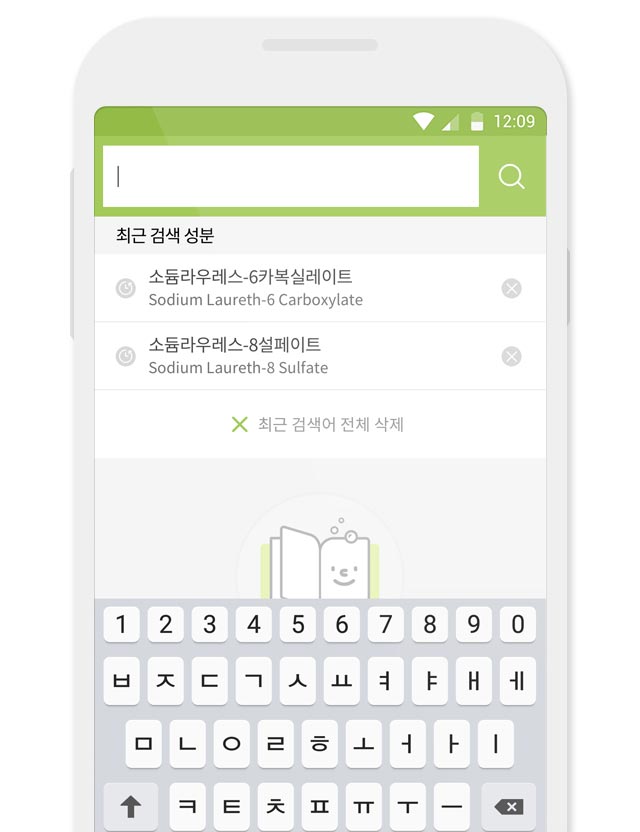 12:09
최근 검색 성분
소듐라우레스-6카복실레이트
Sodium Laureth-6 Carboxylate
소듐라우레스-8설페이트
Sodium Laureth-8 Sulfate
최근 검색어 전체 삭제
1 2 3 4 5 6 7 8 9 0
ㅂ ㅈ ㄷ ㄱ ㅅ ㅛ ㅕ ㅑ ㅐ ㅔ
ㅁ ㄴ ㅇ ㄹ ㅎ ㅗ ㅓ ㅏ ㅣ
ㅋ ㅌ ㅊ ㅍ ㅠ ㅜ ㅡ